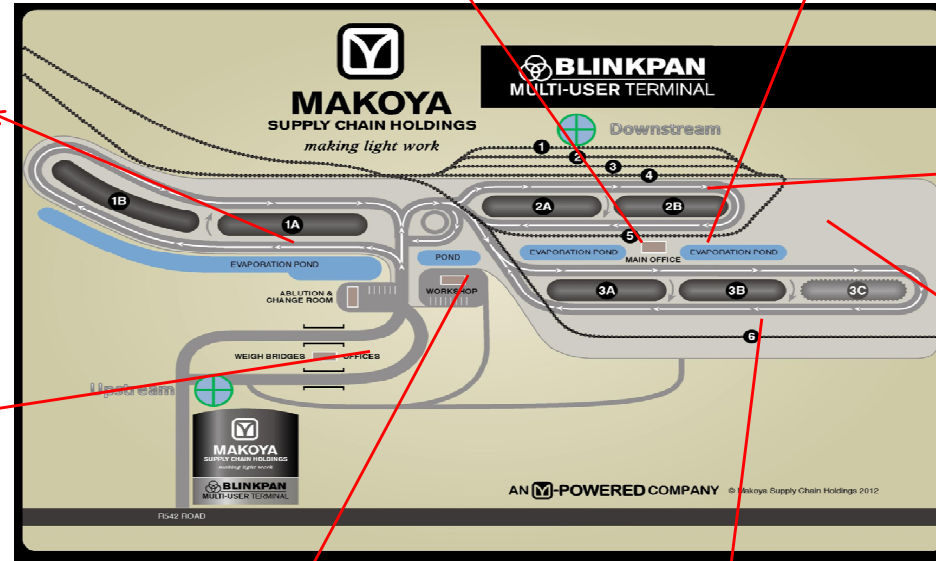 MAKOYA
SUPPLY CHAIN HOLDINGS
making light work
BLINKPAN
MULTI-USER TERMINAL
Downstream
1
2
3
4
1B
1A
2A
2B
5
EVAPORATION POND
MAIN OFFICE
EVAPORATION POND
POND
EVAPORATION POND
ABLUTION &
CHANGE ROOM
WORKSHOP
3A
3B
3C
6
WEIGH BRIDGES
OFFICES
Upstream
MAKOYA
SUPPLY CHAIN HOLDINGS
making light work
BLINKPAN
MULTI-USER TERMINAL
AN M-POWERED COMPANY
© Makoya Supply Chain Holdings 2012
R542 ROAD